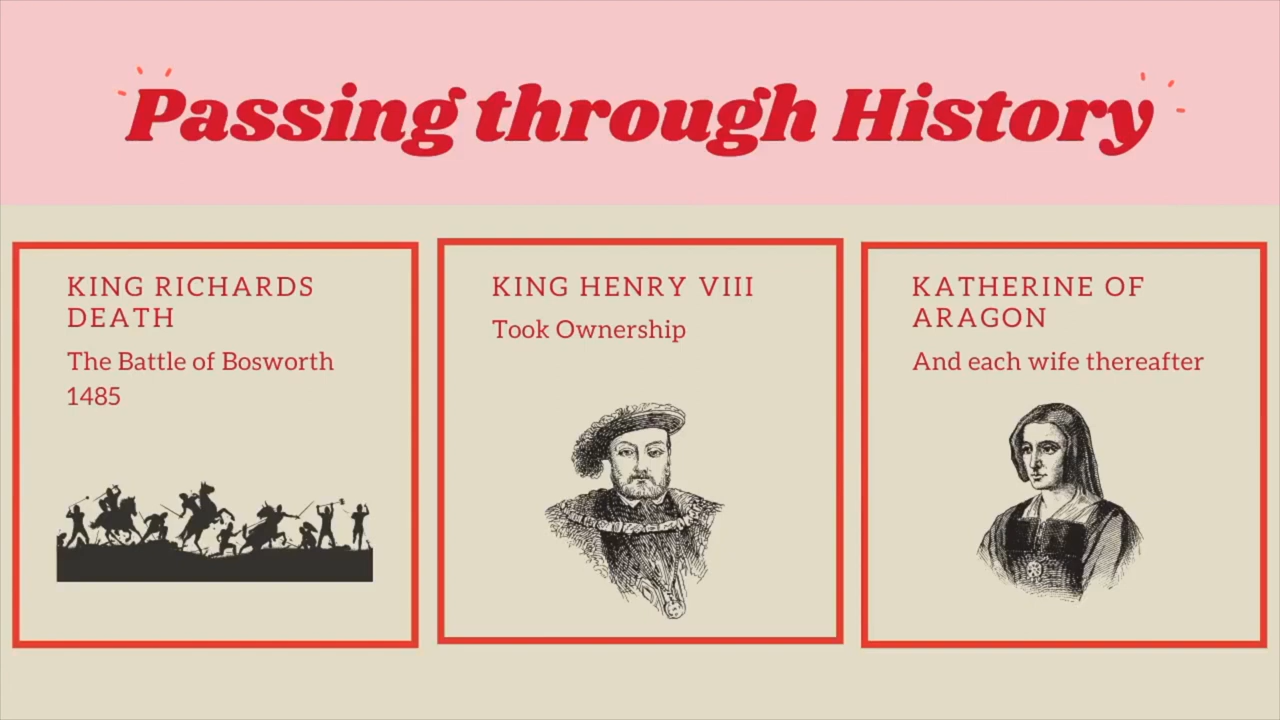 Passing through History
KING RICHARDS
DEATH
The Battle of Bosworth
1485
KING HENRY VIII
Took Ownership
KATHERINE OF
ARAGON
And each wife thereafter